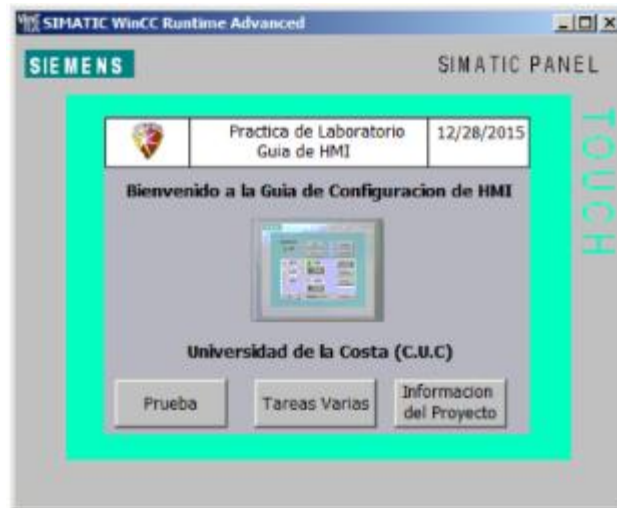 SIMATIC WinCC Runtime Advanced
SIEMENS
SIMATIC PANEL
TOUCH
Practica de Laboratorio
Guia de HMI
12/28/2015
Bienvenido a la Guia de Configuracion de HMI
Universidad de la Costa (C.U.C)
Prueba
Tareas Varias
Informacion
del Proyecto